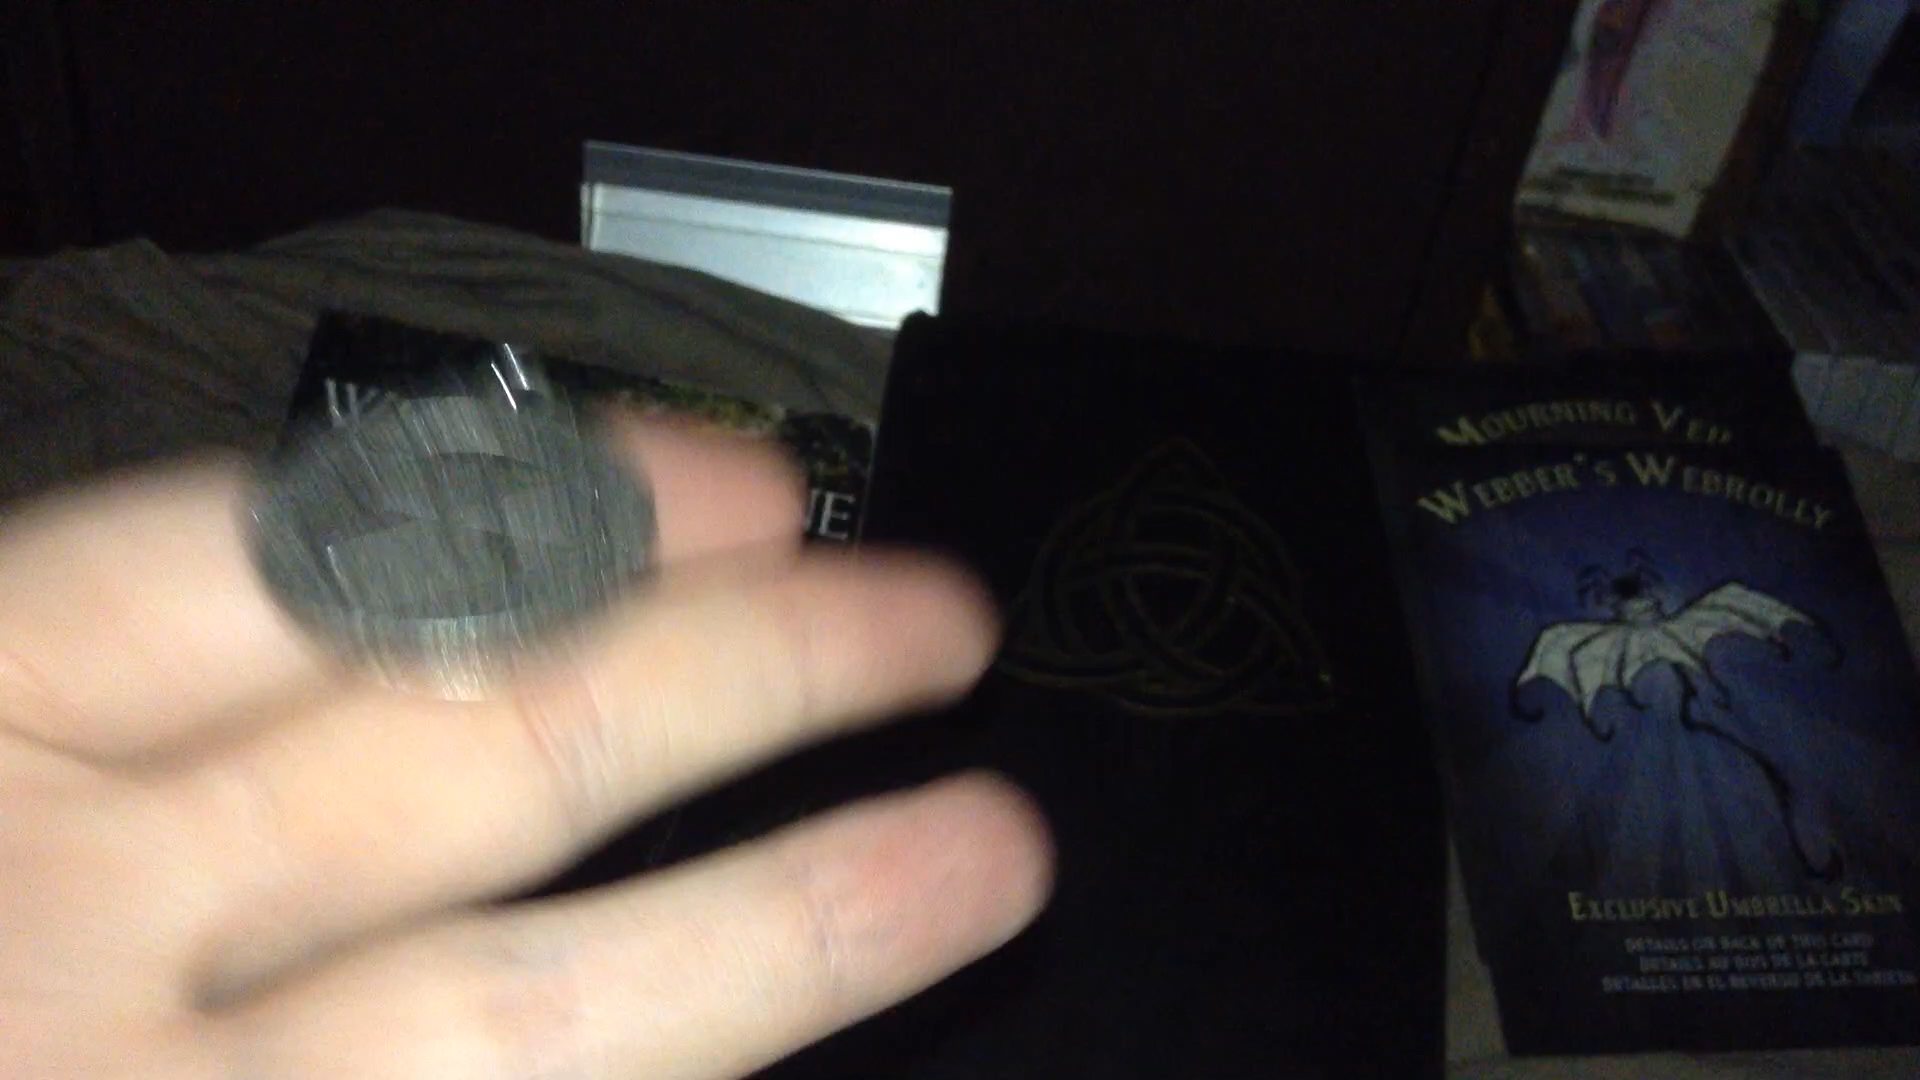 MOURNING VEIL
WEBBER'S WEBROLLY
EXCLUSIVE UMBRELLA SKIN
DETAILS ON BACK OF THIS CARD
DETAILS AU DOS DE LA CARTE
DETALLES EN EL REVERSO DE LA TARJETA